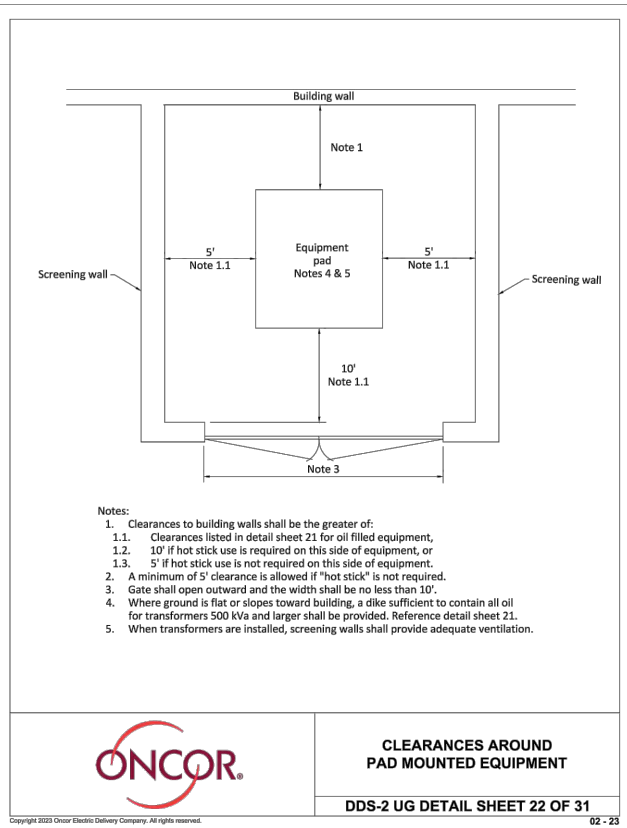 Building wall
Note 1
5'
Note 1.1
Equipment
pad
Notes 4 & 5
5'
Note 1.1
Screening wall
Screening wall
10'
Note 1.1
Note 3
Notes:
1. Clearances to building walls shall be the greater of:
1.1. Clearances listed in detail sheet 21 for oil filled equipment,
1.2. 10' if hot stick use is required on this side of equipment, or
1.3. 5' if hot stick use is not required on this side of equipment.
2. A minimum of 5' clearance is allowed if "hot stick" is not required.
3. Gate shall open outward and the width shall be no less than 10'.
4. Where ground is flat or slopes toward building, a dike sufficient to contain all oil
for transformers 500 kVa and larger shall be provided. Reference detail sheet 21.
5. When transformers are installed, screening walls shall provide adequate ventilation.
ONCOR®
CLEARANCES AROUND
PAD MOUNTED EQUIPMENT
DDS-2 UG DETAIL SHEET 22 OF 31
Copyright 2023 Oncor Electric Delivery Company. All rights reserved.
02 - 23